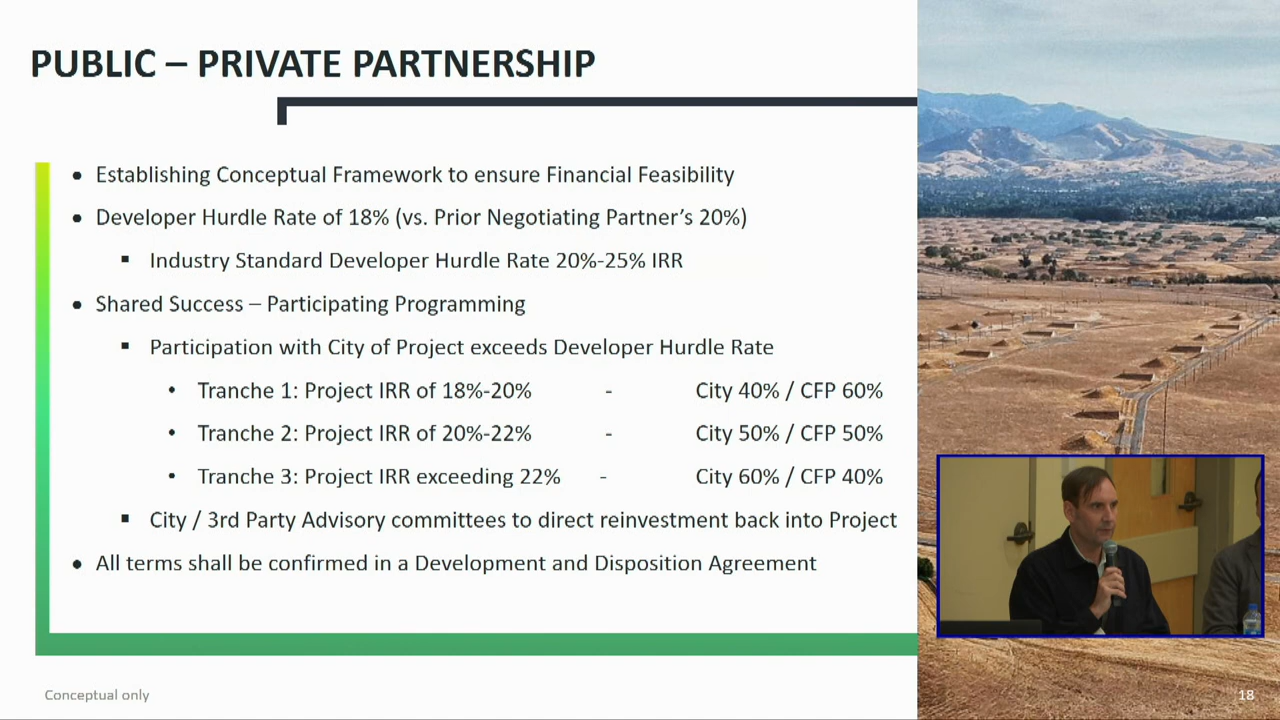 PUBLIC – PRIVATE PARTNERSHIP
• Establishing Conceptual Framework to ensure Financial Feasibility
• Developer Hurdle Rate of 18% (vs. Prior Negotiating Partner's 20%)
▪ Industry Standard Developer Hurdle Rate 20%-25% IRR
• Shared Success – Participating Programming
▪ Participation with City of Project exceeds Developer Hurdle Rate
• Tranche 1: Project IRR of 18%-20% - City 40% / CFP 60%
• Tranche 2: Project IRR of 20%-22% - City 50% / CFP 50%
• Tranche 3: Project IRR exceeding 22% - City 60% / CFP 40%
▪ City / 3rd Party Advisory committees to direct reinvestment back into Project
• All terms shall be confirmed in a Development and Disposition Agreement
Conceptual only
18